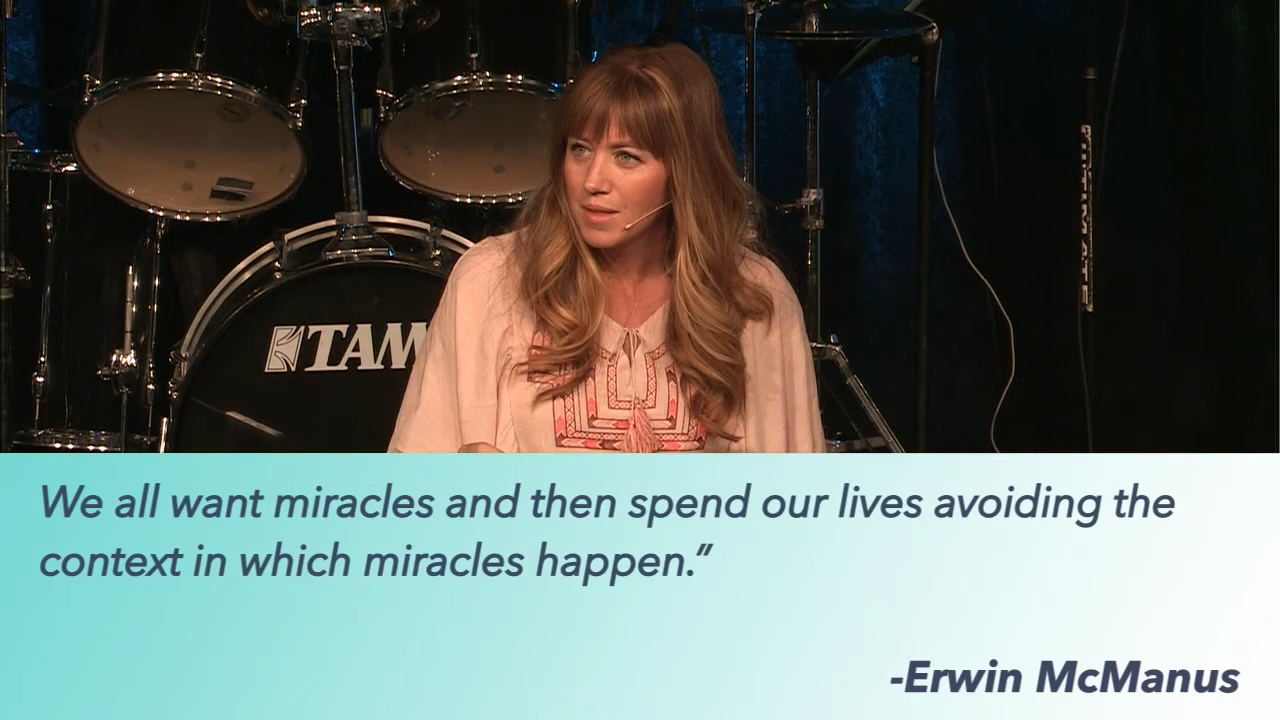 TAM
We all want miracles and then spend our lives avoiding the
context in which miracles happen.”
-Erwin McManus